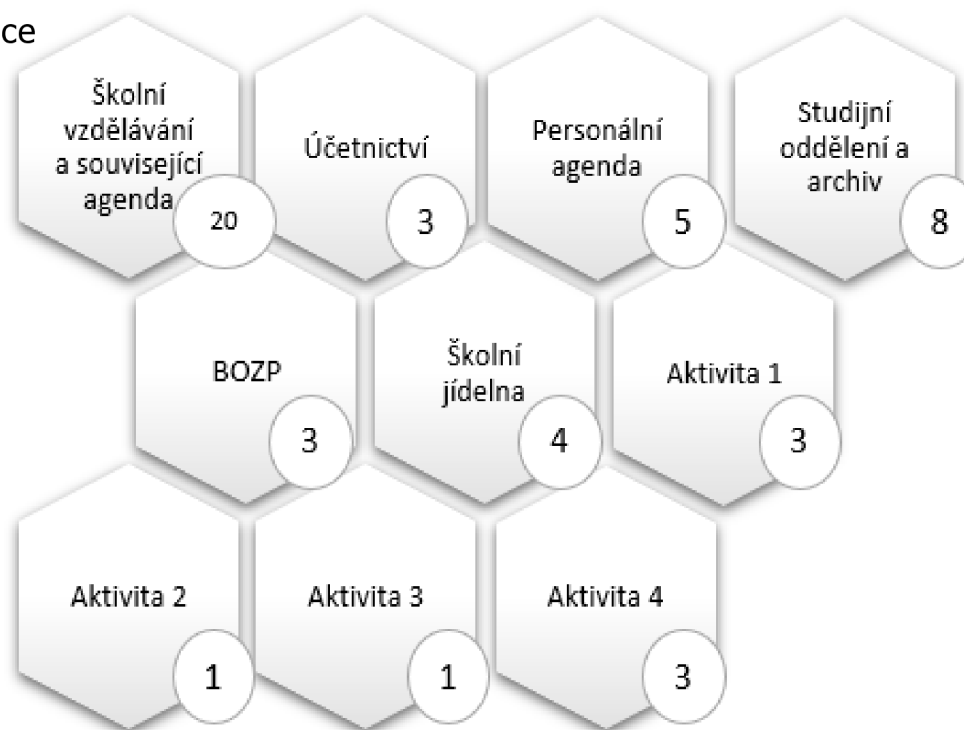 ce
Školní
vzdělávání
a související
agenda
20
Účetnictví
3
Personální
agenda
5
Studijní
oddělení a
archiv
8
BOZP
3
Školní
jídelna
4
Aktivita 1
3
Aktivita 2
1
Aktivita 3
1
Aktivita 4
3